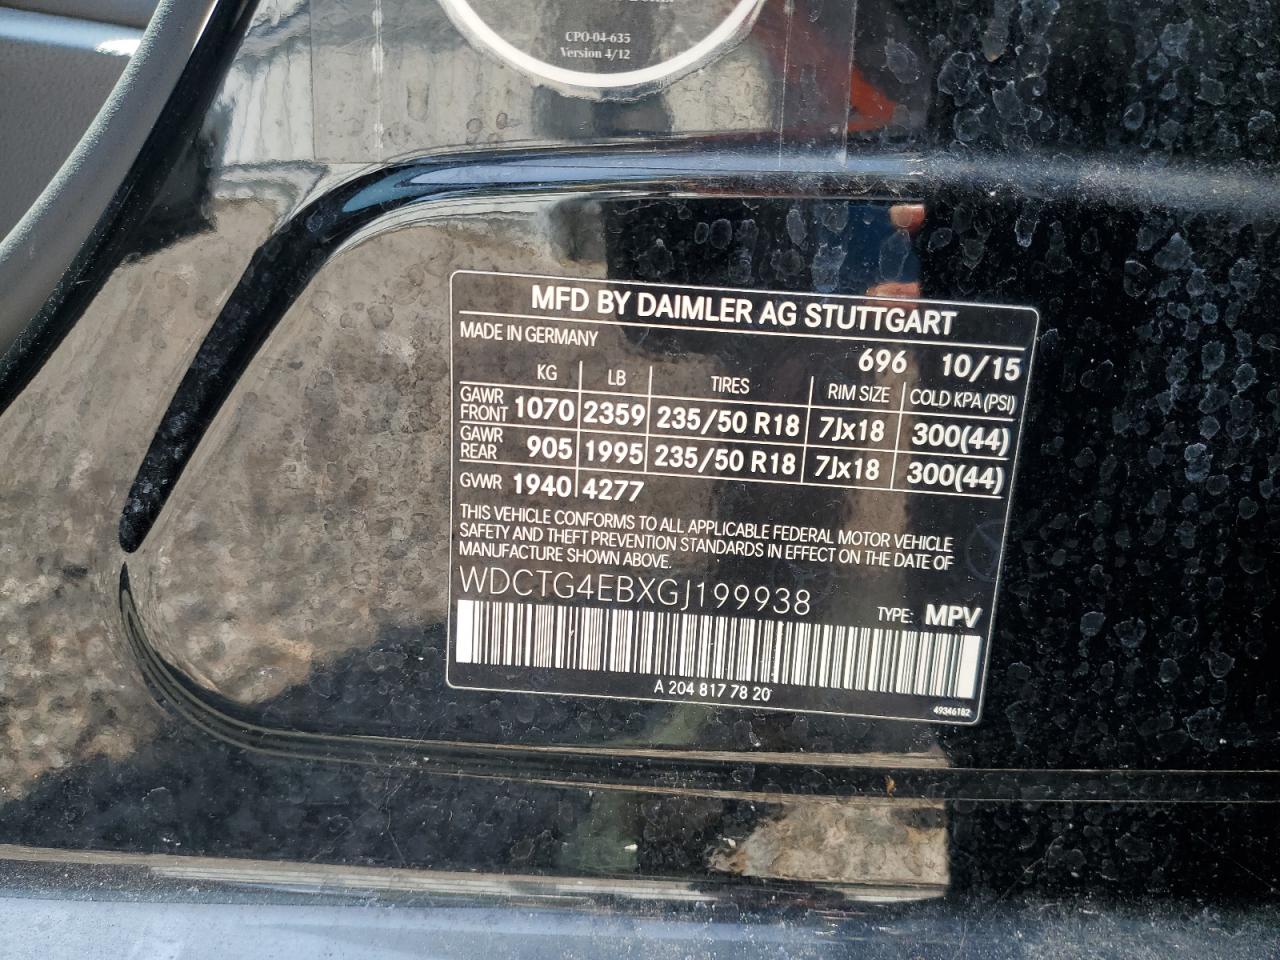 CPO-04-635
Version 4/12
MFD BY DAIMLER AG STUTTGART
MADE IN GERMANY
696 10/15
KG LB TIRES RIM SIZE COLD KPA(PSI)
GAWR FRONT 1070 2359 235/50 R18 7Jx18 300(44)
GAWR REAR 905 1995 235/50 R18 7Jx18 300(44)
GVWR 1940 4277
THIS VEHICLE CONFORMS TO ALL APPLICABLE FEDERAL MOTOR VEHICLE
SAFETY AND THEFT PREVENTION STANDARDS IN EFFECT ON THE DATE OF
MANUFACTURE SHOWN ABOVE.
WDCTG4EBXGJ199938
TYPE: MPV
A 204 817 78 20
49346182